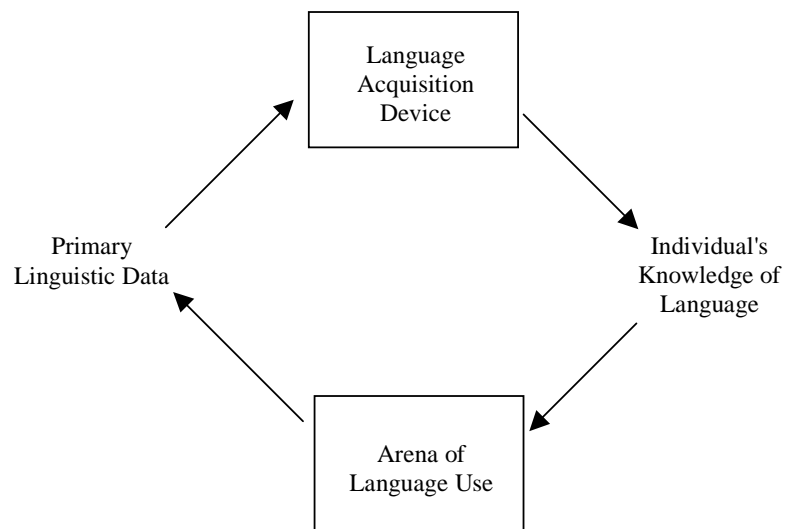 Language
Acquisition
Device
Primary
Linguistic Data
Individual's
Knowledge of
Language
Arena of
Language Use